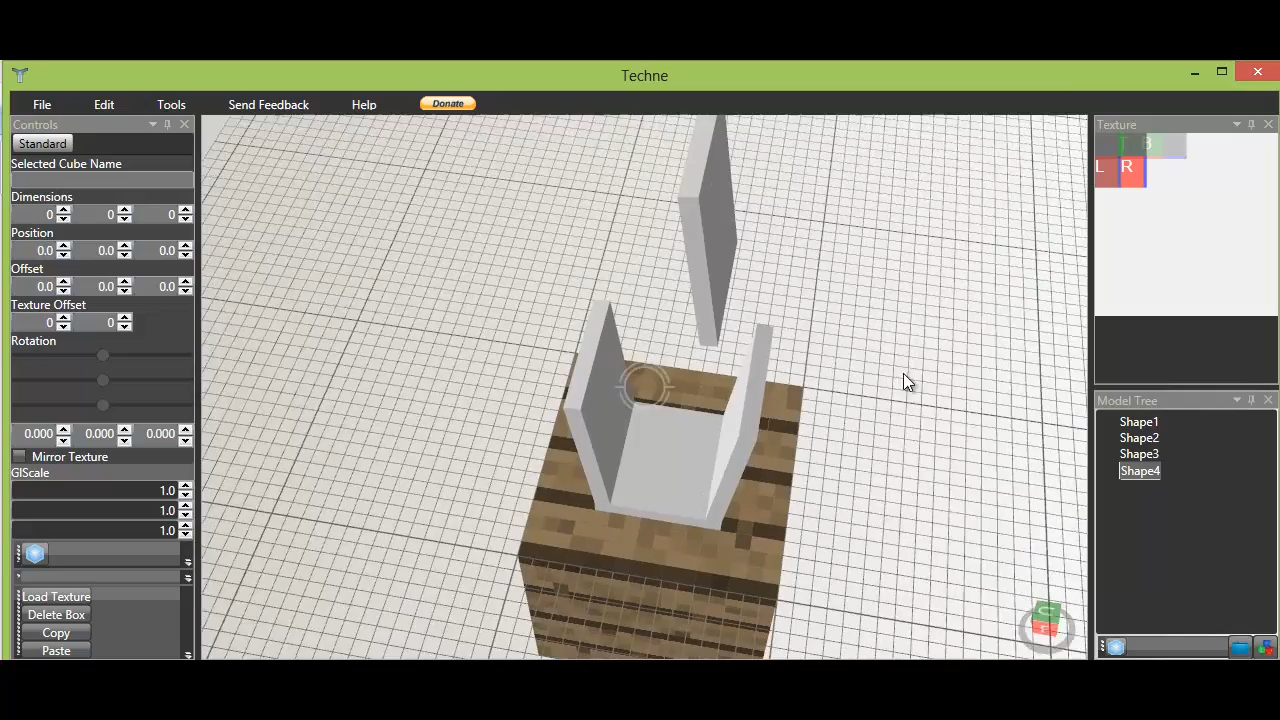 Techne
File Edit Tools Send Feedback Help Donate
Controls
Standard
Selected Cube Name
Dimensions
0 0 0
Position
0.0 0.0 0.0
Offset
0.0 0.0 0.0
Texture Offset
0 0
Rotation
0.000 0.000 0.000
Mirror Texture
GlScale
1.0
1.0
1.0
Load Texture
Delete Box
Copy
Paste
Texture
T B
L R
Model Tree
Shape1
Shape2
Shape3
Shape4